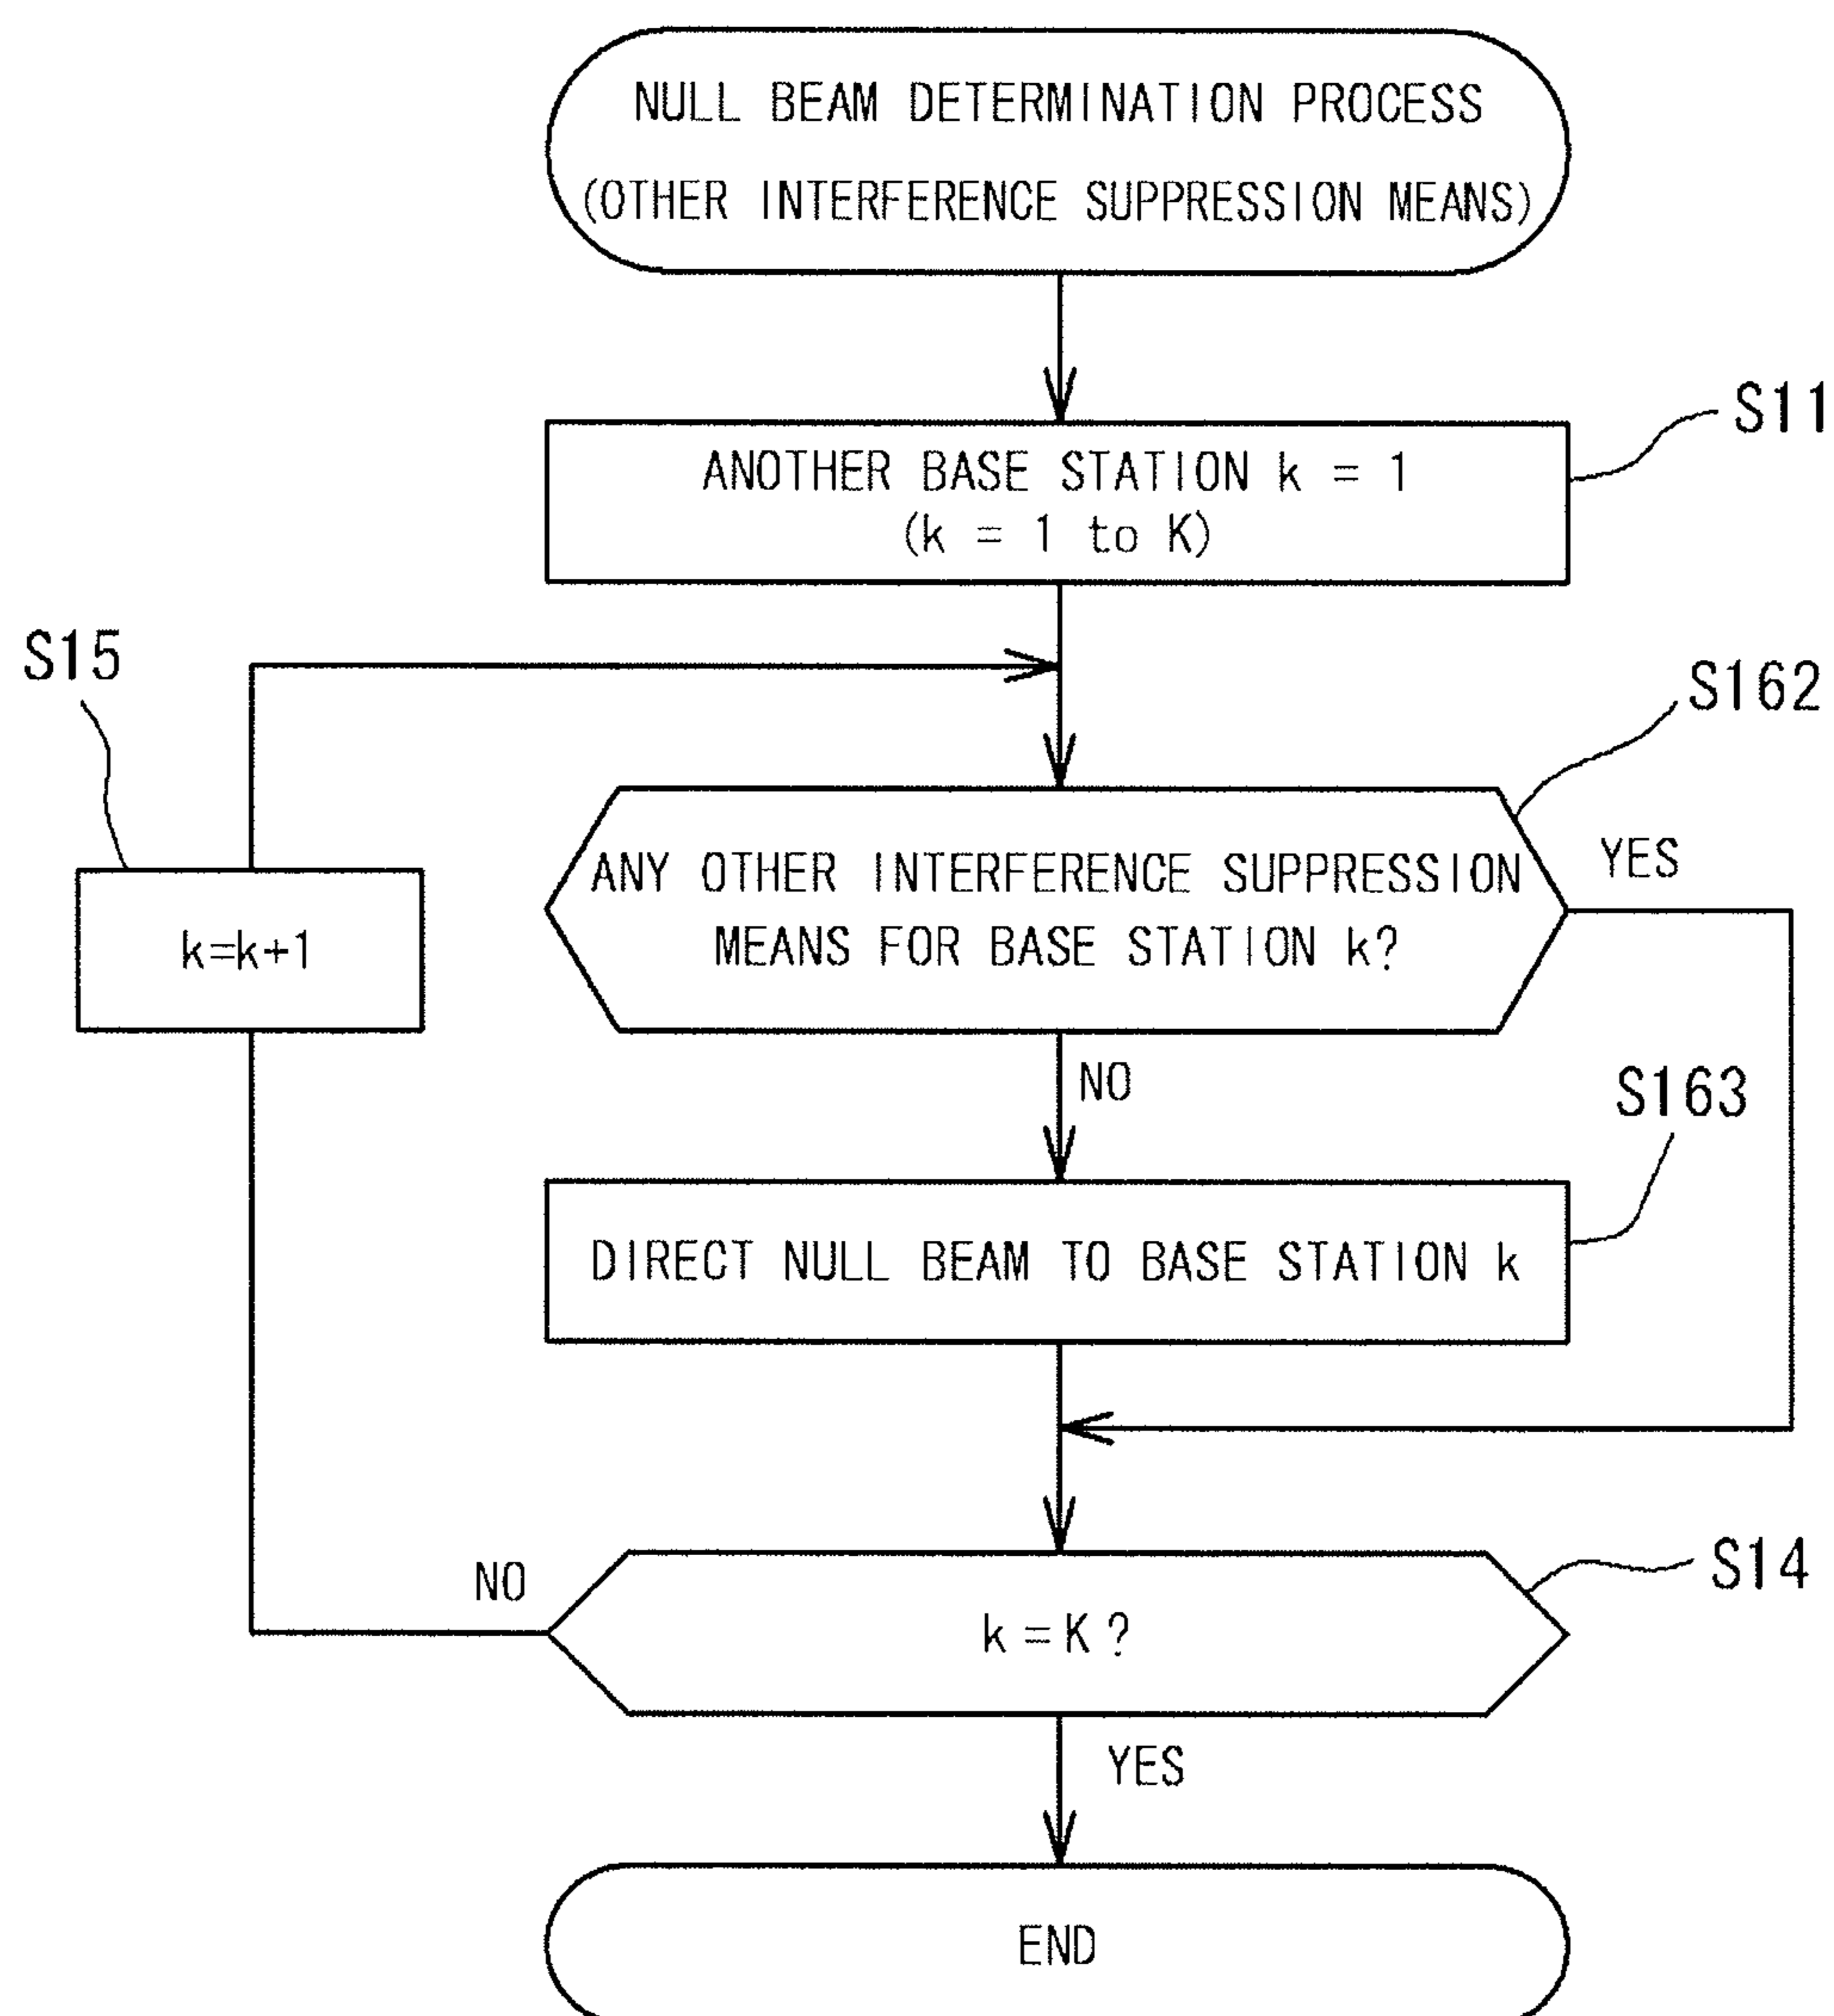 NULL BEAM DETERMINATION PROCESS
(OTHER INTERFERENCE SUPPRESSION MEANS)
S11
ANOTHER BASE STATION k = 1
(k = 1 to K)
S15
S162
ANY OTHER INTERFERENCE SUPPRESSION
MEANS FOR BASE STATION k?
YES
k=k+1
NO
S163
DIRECT NULL BEAM TO BASE STATION k
S14
NO
k=K?
YES
END